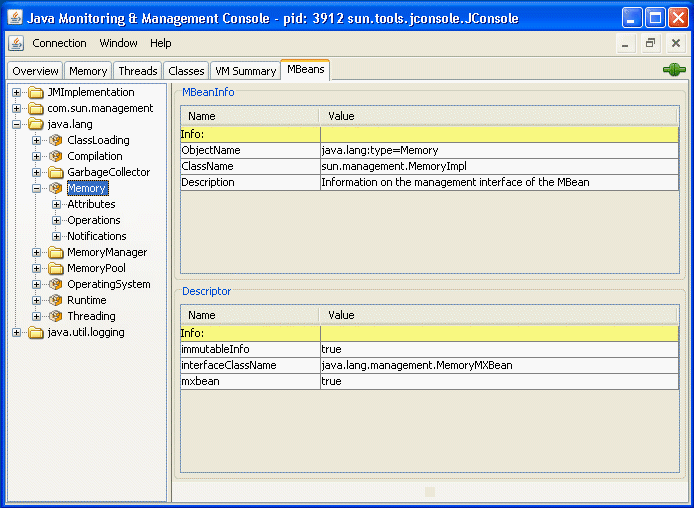 Java Monitoring & Management Console - pid: 3912 sun.tools.jconsole.JConsole
Connection Window Help
Overview Memory Threads Classes VM Summary MBeans
JMImplementation
com.sun.management
java.lang
ClassLoading
Compilation
GarbageCollector
Memory
Attributes
Operations
Notifications
MemoryManager
MemoryPool
OperatingSystem
Runtime
Threading
java.util.logging
MBeanInfo
Name Value
Info:
ObjectName java.lang:type=Memory
ClassName sun.management.MemoryImpl
Description Information on the management interface of the MBean
Descriptor
Name Value
Info:
immutableInfo true
interfaceClassName java.lang.management.MemoryMXBean
mxbean true